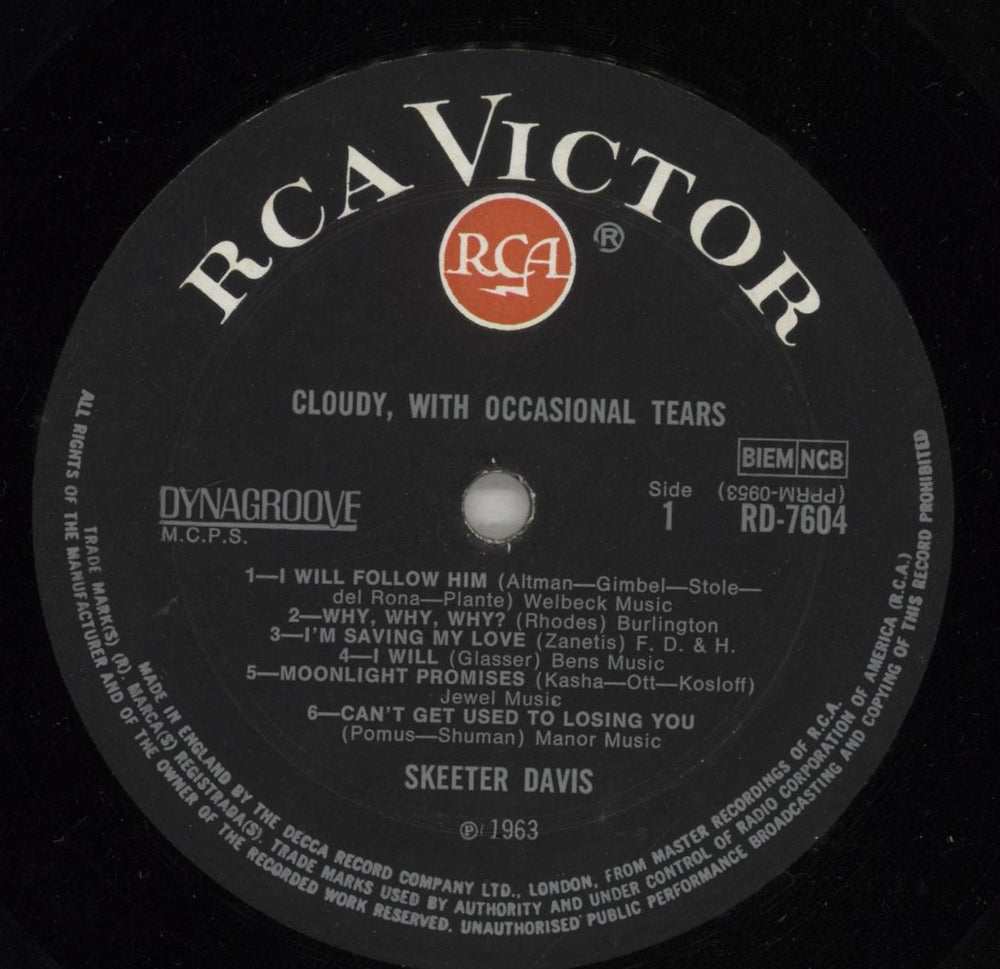 RCA VICTOR
RCA ®
CLOUDY, WITH OCCASIONAL TEARS
BIEM NCB
DYNAGROOVE
M.C.P.S.
Side
1
(PPRM-0953)
RD-7604
1—I WILL FOLLOW HIM (Altman—Gimbel—Stole—
del Rona—Plante) Welbeck Music
2—WHY, WHY, WHY? (Rhodes) Burlington
3—I'M SAVING MY LOVE (Zanetis) F. D. & H.
4—I WILL (Glasser) Bens Music
5—MOONLIGHT PROMISES (Kasha—Ott—Kosloff)
Jewel Music
6—CAN'T GET USED TO LOSING YOU
(Pomus—Shuman) Manor Music
SKEETER DAVIS
℗ 1963
MADE IN ENGLAND BY THE DECCA RECORD COMPANY LTD., LONDON, FROM MASTER RECORDINGS OF R.C.A.
TRADE MARK(S) (R). MARCA(S) REGISTRADA(S) TRADE MARKS USED BY AUTHORITY AND UNDER CONTROL OF RADIO CORPORATION OF AMERICA (R.C.A.)
ALL RIGHTS OF THE MANUFACTURER AND OF THE OWNER OF THE RECORDED WORK RESERVED. UNAUTHORISED PUBLIC PERFORMANCE BROADCASTING AND COPYING OF THIS RECORD PROHIBITED